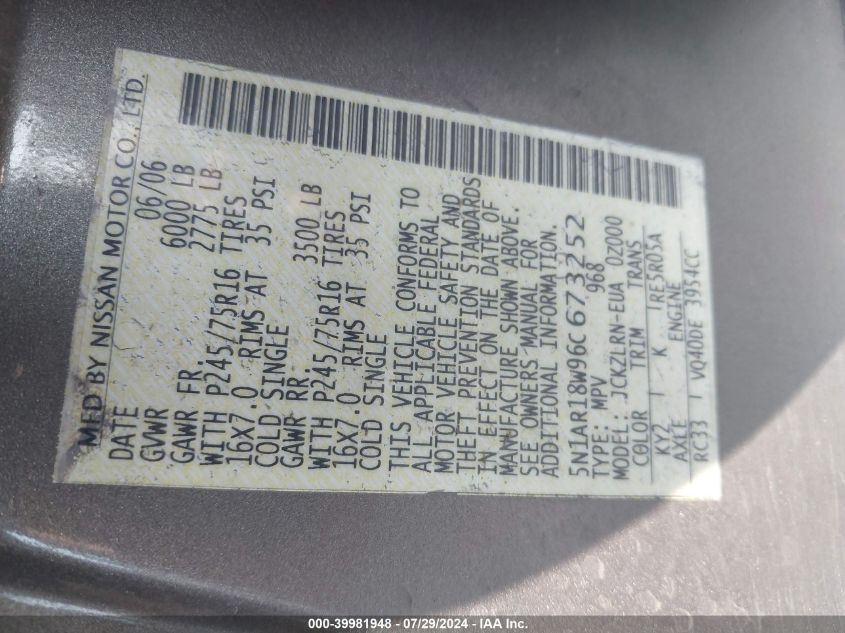 MFD BY NISSAN MOTOR CO., LTD.
DATE 06/06
GVWR 6000 LB
GAWR FR. 2775 LB
WITH P245/75R16 TIRES
16X7.0 RIMS AT 35 PSI
COLD SINGLE
GAWR RR. 3500 LB
WITH P245/75R16 TIRES
16X7.0 RIMS AT 35 PSI
COLD SINGLE
THIS VEHICLE CONFORMS TO
ALL APPLICABLE FEDERAL
MOTOR VEHICLE SAFETY AND
THEFT PREVENTION STANDARDS
IN EFFECT ON THE DATE OF
MANUFACTURE SHOWN ABOVE.
SEE OWNERS MANUAL FOR
ADDITIONAL INFORMATION.
5N1AR18W96C673252
TYPE: MPV 968
MODEL: JCKZLRN-EUA 0Z000
COLOR TRIM TRANS
KY2 K RE5R05A
AXLE ENGINE
RC33 VQ40DE 3954CC
000-39981948 - 07/29/2024 - IAA Inc.